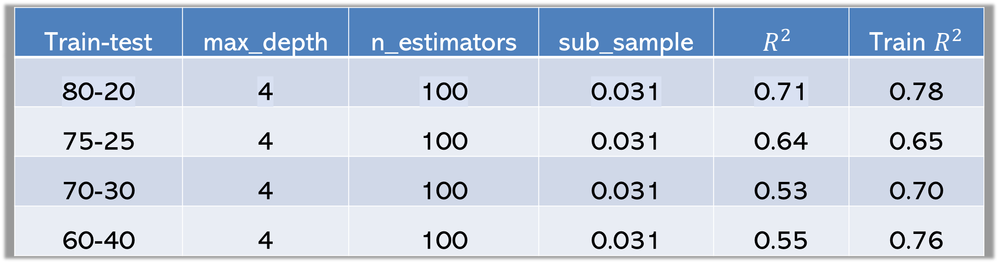 Train-test max_depth n_estimators sub_sample R² Train R²
80-20 4 100 0.031 0.71 0.78
75-25 4 100 0.031 0.64 0.65
70-30 4 100 0.031 0.53 0.70
60-40 4 100 0.031 0.55 0.76